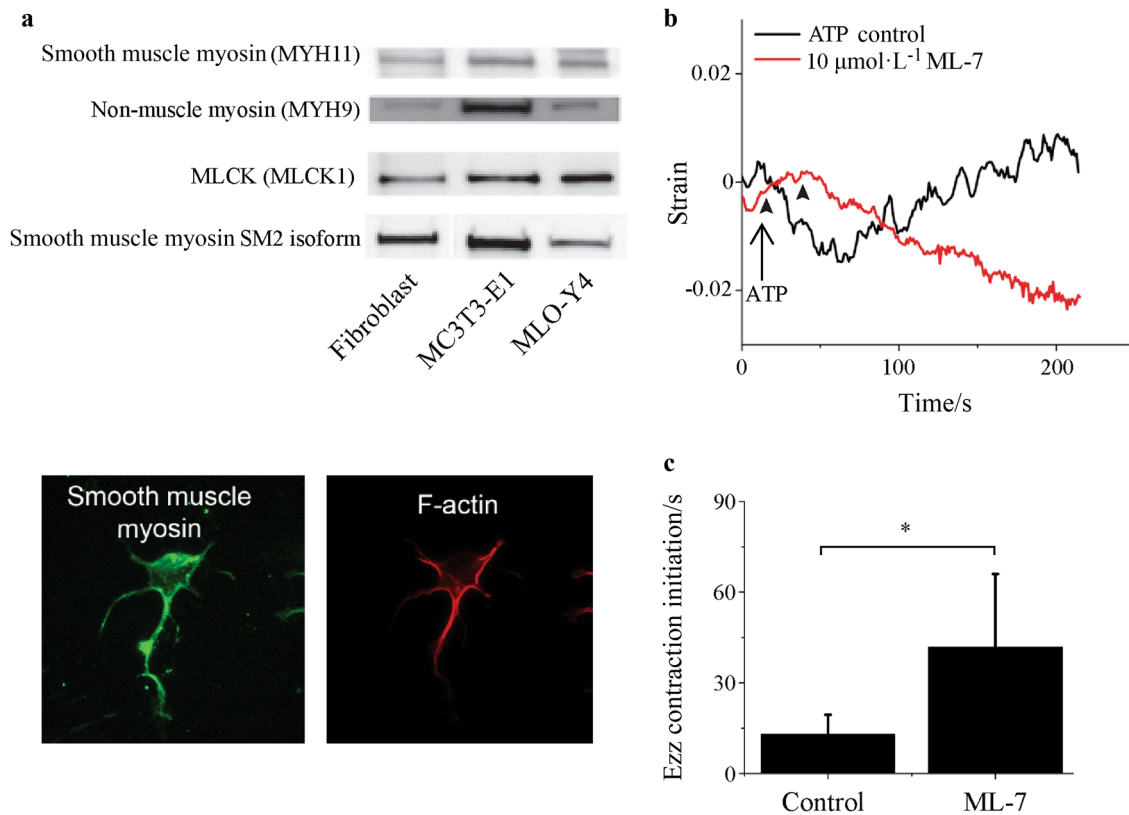 a
Smooth muscle myosin (MYH11)
Non-muscle myosin (MYH9)
MLCK (MLCK1)
Smooth muscle myosin SM2 isoform
Fibroblast
MC3T3-E1
MLO-Y4
Smooth muscle
myosin
F-actin
b
ATP control
10 μmol·L⁻¹ ML-7
0.02
0
-0.02
Strain
ATP
0
100
200
Time/s
c
Ezz contraction initiation/s
90
60
30
0
*
Control
ML-7